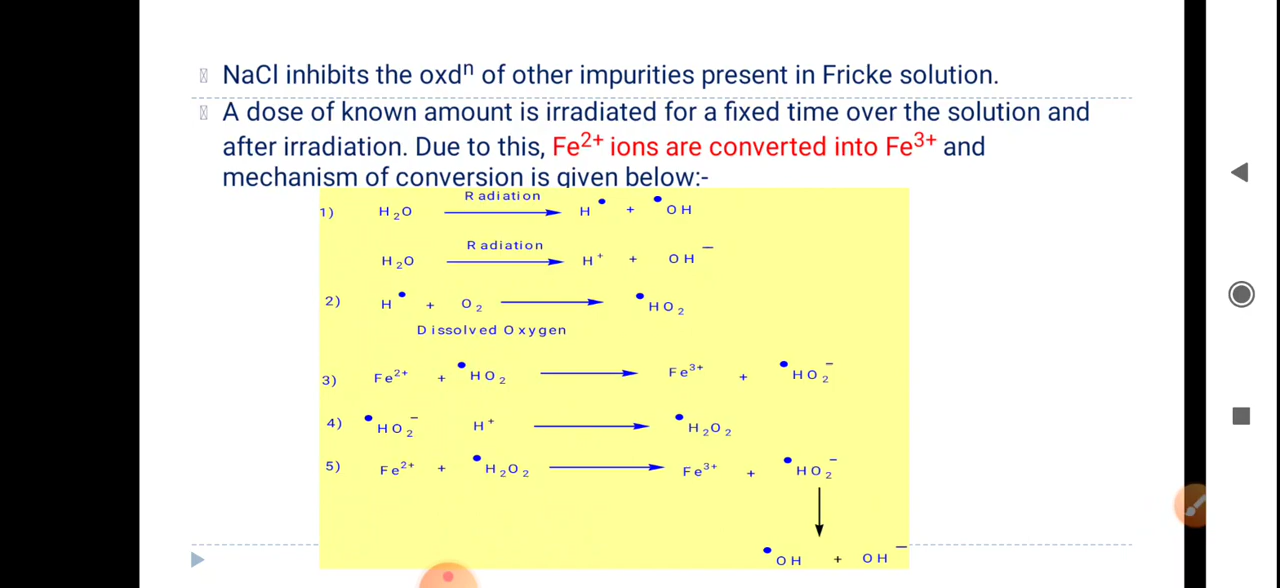 NaCl inhibits the oxdⁿ of other impurities present in Fricke solution.
A dose of known amount is irradiated for a fixed time over the solution and
after irradiation. Due to this, Fe²⁺ ions are converted into Fe³⁺ and
mechanism of conversion is given below:-
Radiation
1) H₂O → H• + •OH
Radiation
H₂O → H⁺ + OH⁻
2) H• + O₂ → •HO₂
Dissolved Oxygen
3) Fe²⁺ + •HO₂ → Fe³⁺ + •HO₂⁻
4) •HO₂⁻ H⁺ → •H₂O₂
5) Fe²⁺ + •H₂O₂ → Fe³⁺ + •HO₂⁻
↓
•OH + OH⁻